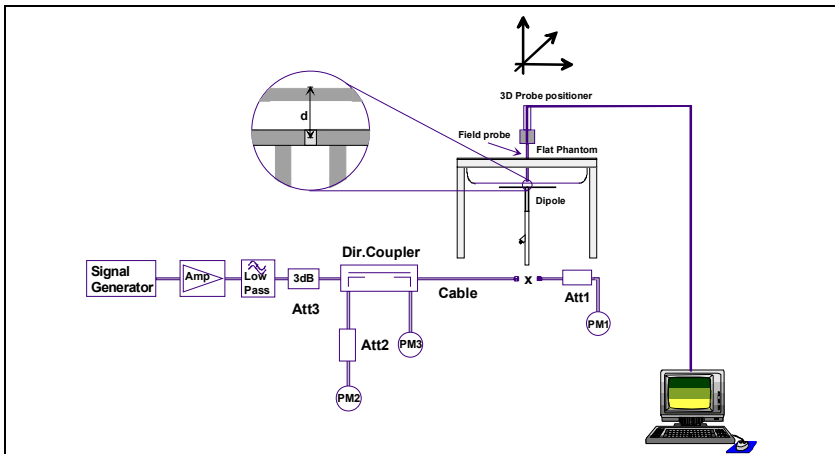 3D Probe positioner
d
Field probe
Flat Phantom
Dipole
Dir.Coupler
Signal
Generator
Amp
Low
Pass
3dB
Cable
x
Att3
Att1
Att2
PM3
PM1
PM2